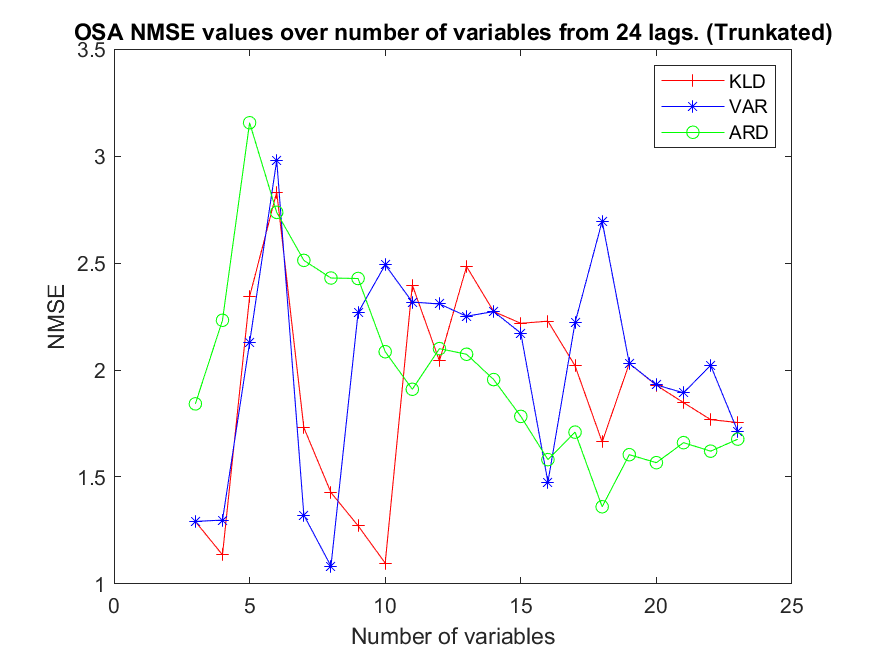 OSA NMSE values over number of variables from 24 lags. (Trunkated)
3.5
3
2.5
2
1.5
1
NMSE
KLD
VAR
ARD
0 5 10 15 20 25
Number of variables